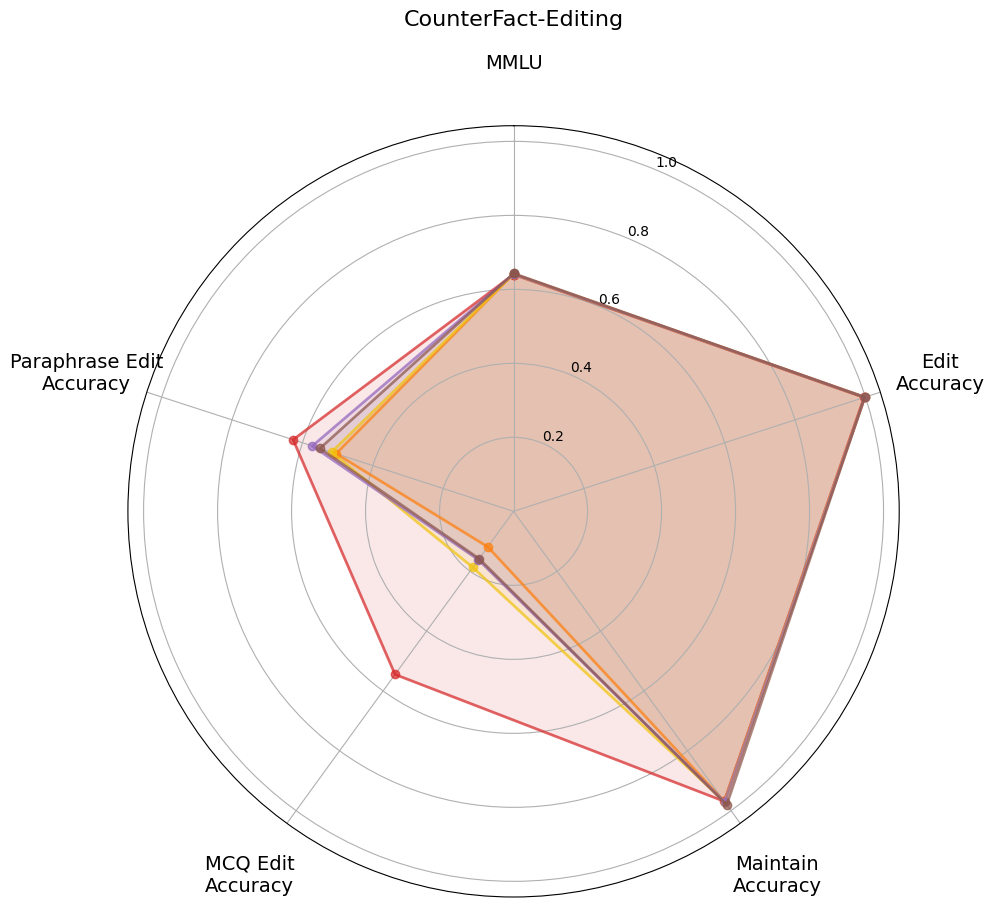 CounterFact-Editing
MMLU
1.0
0.8
0.6
0.4
0.2
Paraphrase Edit
Accuracy
Edit
Accuracy
MCQ Edit
Accuracy
Maintain
Accuracy